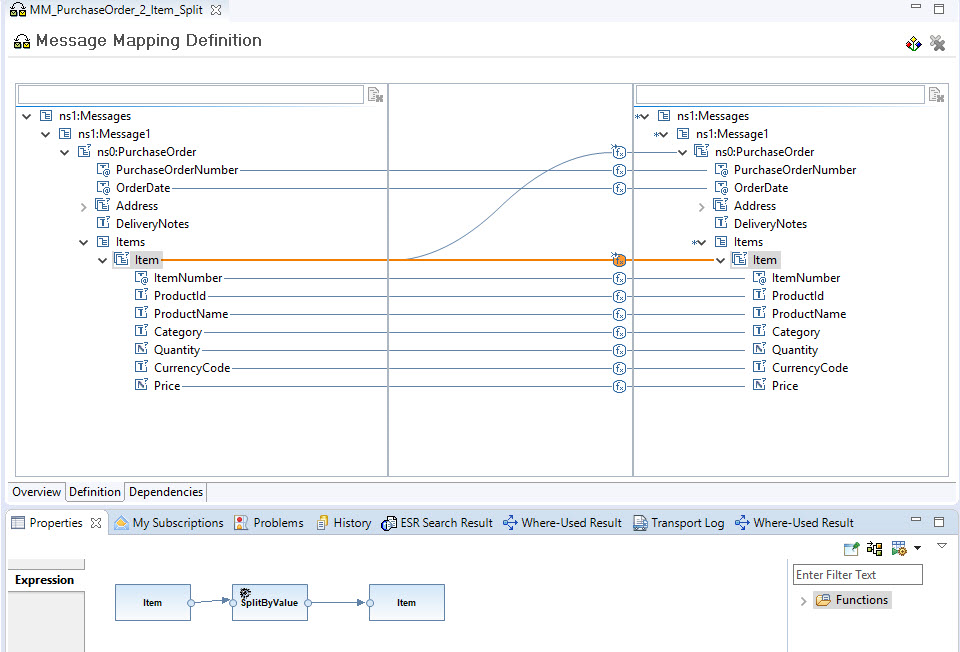 MM_PurchaseOrder_2_Item_Split
Message Mapping Definition
ns1:Messages
ns1:Message1
ns0:PurchaseOrder
PurchaseOrderNumber
OrderDate
Address
DeliveryNotes
Items
Item
ItemNumber
ProductId
ProductName
Category
Quantity
CurrencyCode
Price
ns1:Messages
ns1:Message1
ns0:PurchaseOrder
PurchaseOrderNumber
OrderDate
Address
DeliveryNotes
Items
Item
ItemNumber
ProductId
ProductName
Category
Quantity
CurrencyCode
Price
Overview Definition Dependencies
Properties My Subscriptions Problems History ESR Search Result Where-Used Result Transport Log Where-Used Result
Expression
Item SplitByValue Item
Enter Filter Text
Functions